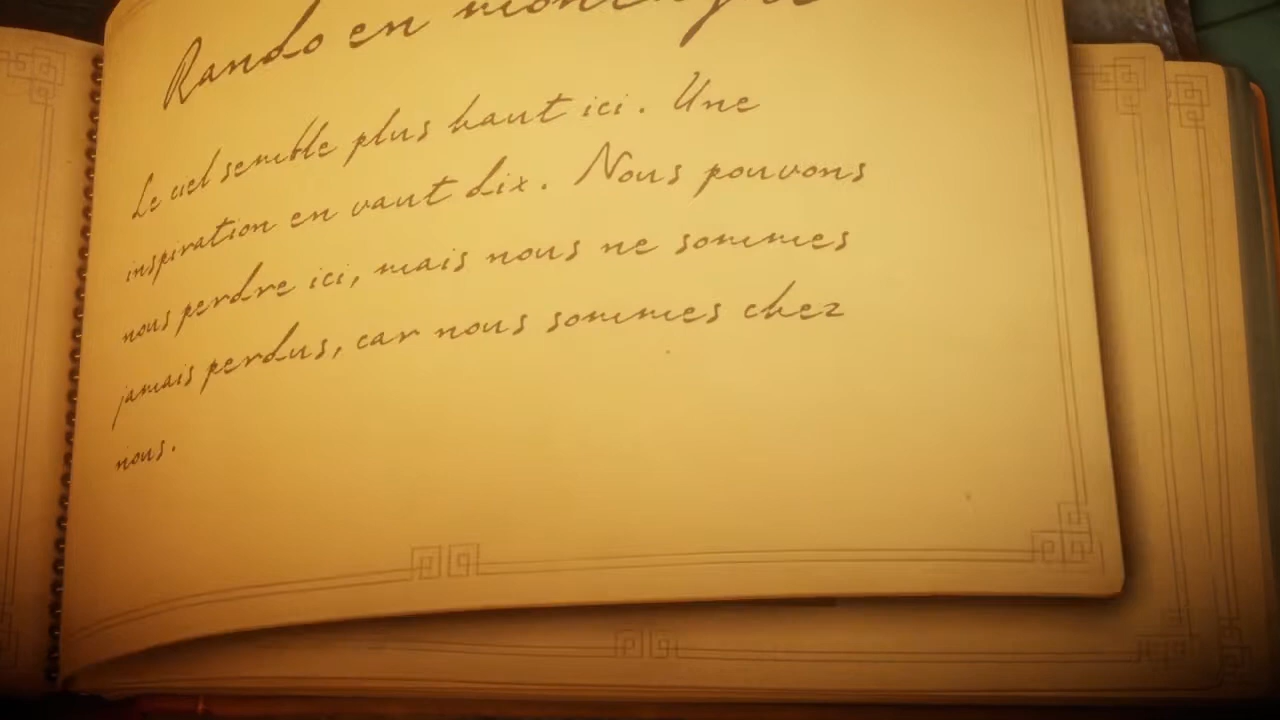 Rando en montagne
Le ciel semble plus haut ici. Une
inspiration en vaut dix. Nous pouvons
nous perdre ici, mais nous ne sommes
jamais perdus, car nous sommes chez
nous.